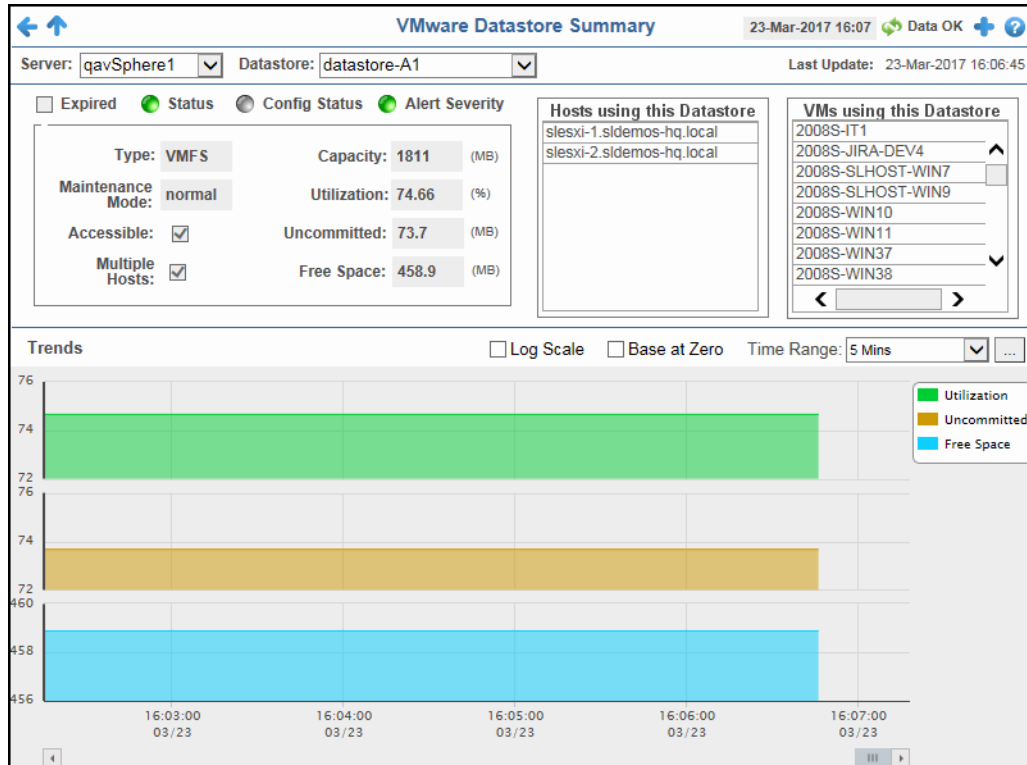 VMware Datastore Summary 23-Mar-2017 16:07 Data OK
Server: qavSphere1 Datastore: datastore-A1 Last Update: 23-Mar-2017 16:06:45
Expired Status Config Status Alert Severity
Type: VMFS Capacity: 1811 (MB)
Maintenance Mode: normal Utilization: 74.66 (%)
Accessible: Uncommitted: 73.7 (MB)
Multiple Hosts: Free Space: 458.9 (MB)
Hosts using this Datastore
slesxi-1.sldemos-hq.local
slesxi-2.sldemos-hq.local
VMs using this Datastore
2008S-IT1
2008S-JIRA-DEV4
2008S-SLHOST-WIN7
2008S-SLHOST-WIN9
2008S-WIN10
2008S-WIN11
2008S-WIN37
2008S-WIN38
Trends Log Scale Base at Zero Time Range: 5 Mins ...
76
74
72
76
74
72
460
458
456
16:03:00 16:04:00 16:05:00 16:06:00 16:07:00
03/23 03/23 03/23 03/23 03/23
Utilization
Uncommitted
Free Space